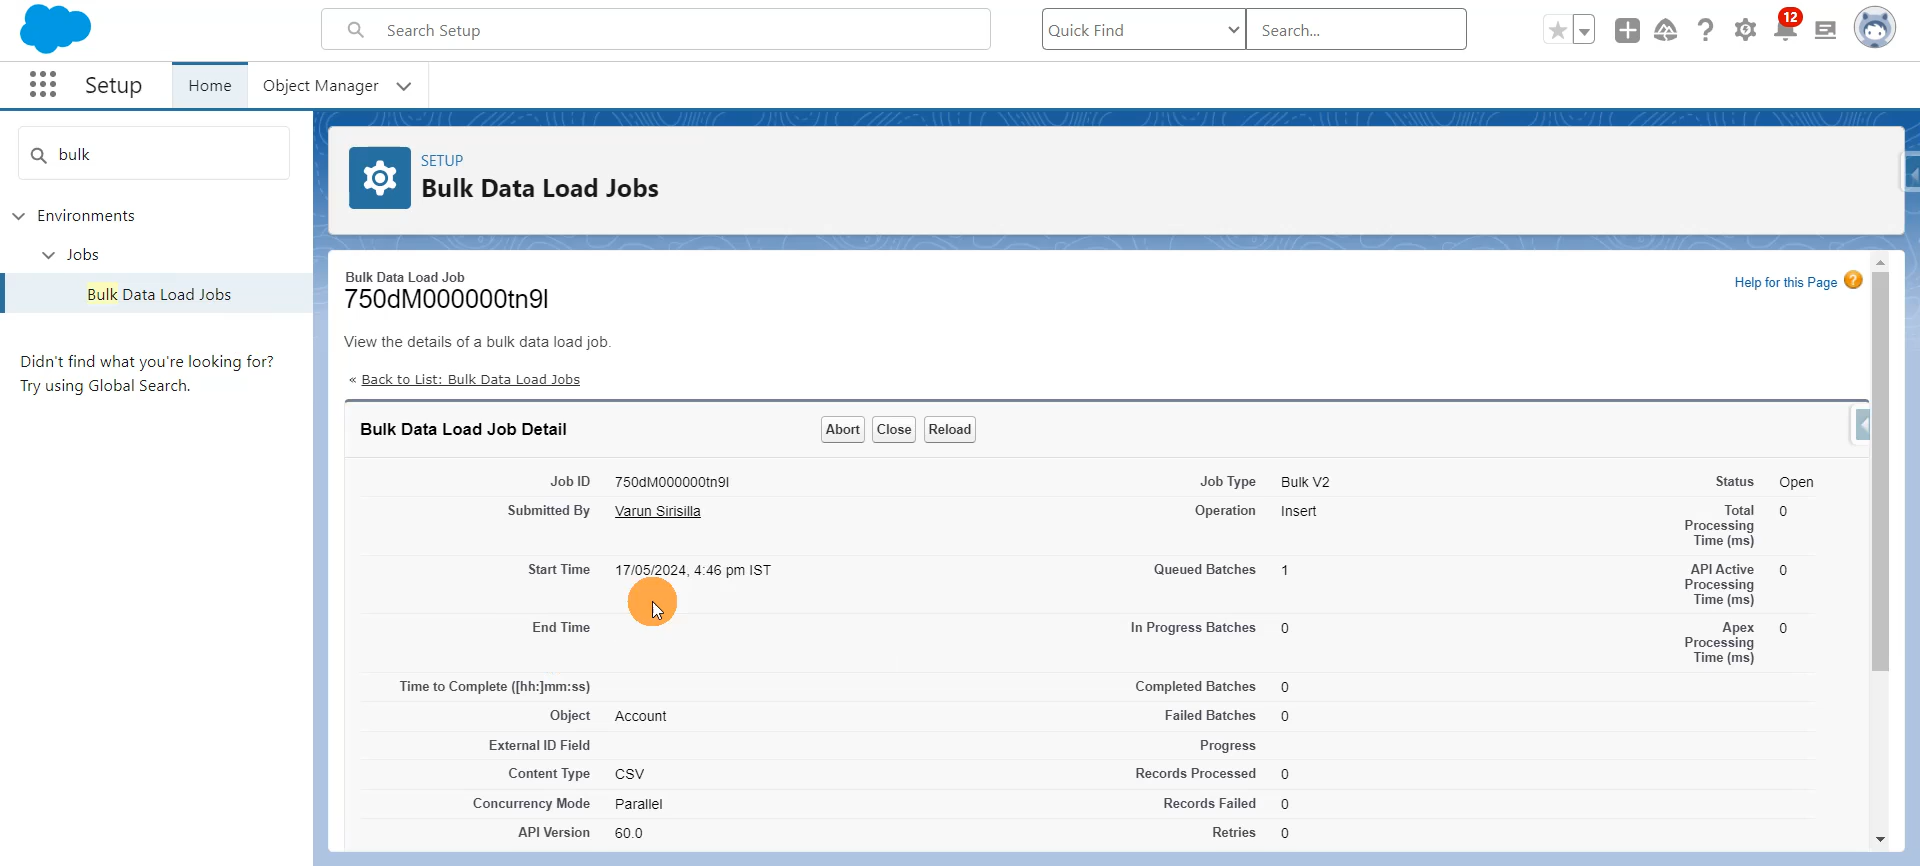 Search Setup
Quick Find
Search...
12
Setup
Home
Object Manager
bulk
Environments
Jobs
Bulk Data Load Jobs
Didn't find what you're looking for?
Try using Global Search.
SETUP
Bulk Data Load Jobs
Bulk Data Load Job
750dM000000tn9l
Help for this Page ?
View the details of a bulk data load job.
« Back to List: Bulk Data Load Jobs
Bulk Data Load Job Detail
Abort Close Reload
Job ID 750dM000000tn9l Job Type Bulk V2 Status Open
Submitted By Varun Sirisilla Operation Insert Total Processing Time (ms) 0
Start Time 17/05/2024, 4:46 pm IST Queued Batches 1 API Active Processing Time (ms) 0
End Time In Progress Batches 0 Apex Processing Time (ms) 0
Time to Complete ([hh:]mm:ss) Completed Batches 0
Object Account Failed Batches 0
External ID Field Progress
Content Type CSV Records Processed 0
Concurrency Mode Parallel Records Failed 0
API Version 60.0 Retries 0